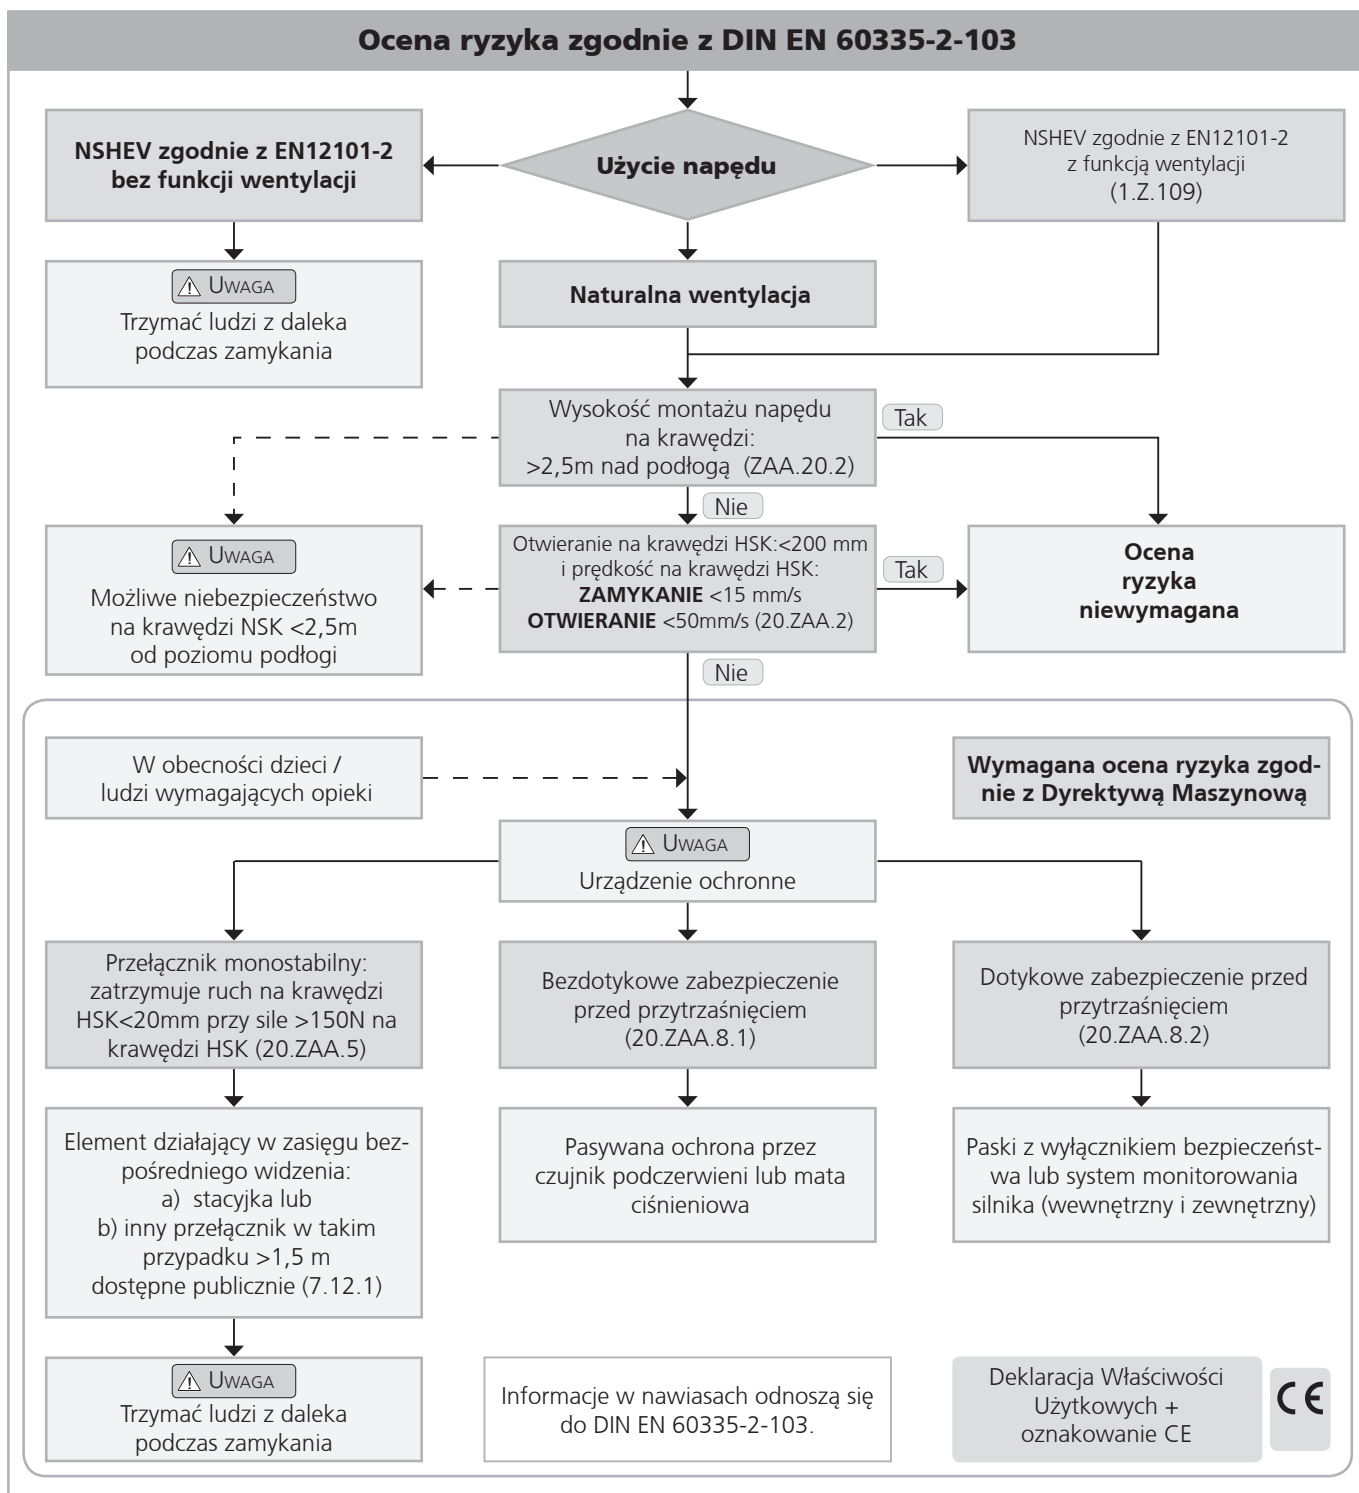 Ocena ryzyka zgodnie z DIN EN 60335-2-103
NSHEV zgodnie z EN12101-2
bez funkcji wentylacji
Użycie napędu
NSHEV zgodnie z EN12101-2
z funkcją wentylacji
(1.Z.109)
UWAGA
Trzymać ludzi z daleka
podczas zamykania
Naturalna wentylacja
Wysokość montażu napędu
na krawędzi:
>2,5m nad podłogą (ZAA.20.2)
Tak
Nie
UWAGA
Możliwe niebezpieczeństwo
na krawędzi NSK <2,5m
od poziomu podłogi
Otwieranie na krawędzi HSK:<200 mm
i prędkość na krawędzi HSK:
ZAMYKANIE <15 mm/s
OTWIERANIE <50mm/s (20.ZAA.2)
Tak
Ocena
ryzyka
niewymagana
Nie
W obecności dzieci /
ludzi wymagających opieki
Wymagana ocena ryzyka zgod-
nie z Dyrektywą Maszynową
UWAGA
Urządzenie ochronne
Przełącznik monostabilny:
zatrzymuje ruch na krawędzi
HSK<20mm przy sile >150N na
krawędzi HSK (20.ZAA.5)
Bezdotykowe zabezpieczenie
przed przytrzaśnięciem
(20.ZAA.8.1)
Dotykowe zabezpieczenie przed
przytrzaśnięciem
(20.ZAA.8.2)
Element działający w zasięgu bez-
pośredniego widzenia:
a) stacyjka lub
b) inny przełącznik w takim
przypadku >1,5 m
dostępne publicznie (7.12.1)
Pasywana ochrona przez
czujnik podczerwieni lub mata
ciśnieniowa
Paski z wyłącznikiem bezpieczeńst-
wa lub system monitorowania
silnika (wewnętrzny i zewnętrzny)
UWAGA
Trzymać ludzi z daleka
podczas zamykania
Informacje w nawiasach odnoszą się
do DIN EN 60335-2-103.
Deklaracja Właściwości
Użytkowych +
oznakowanie CE
CE